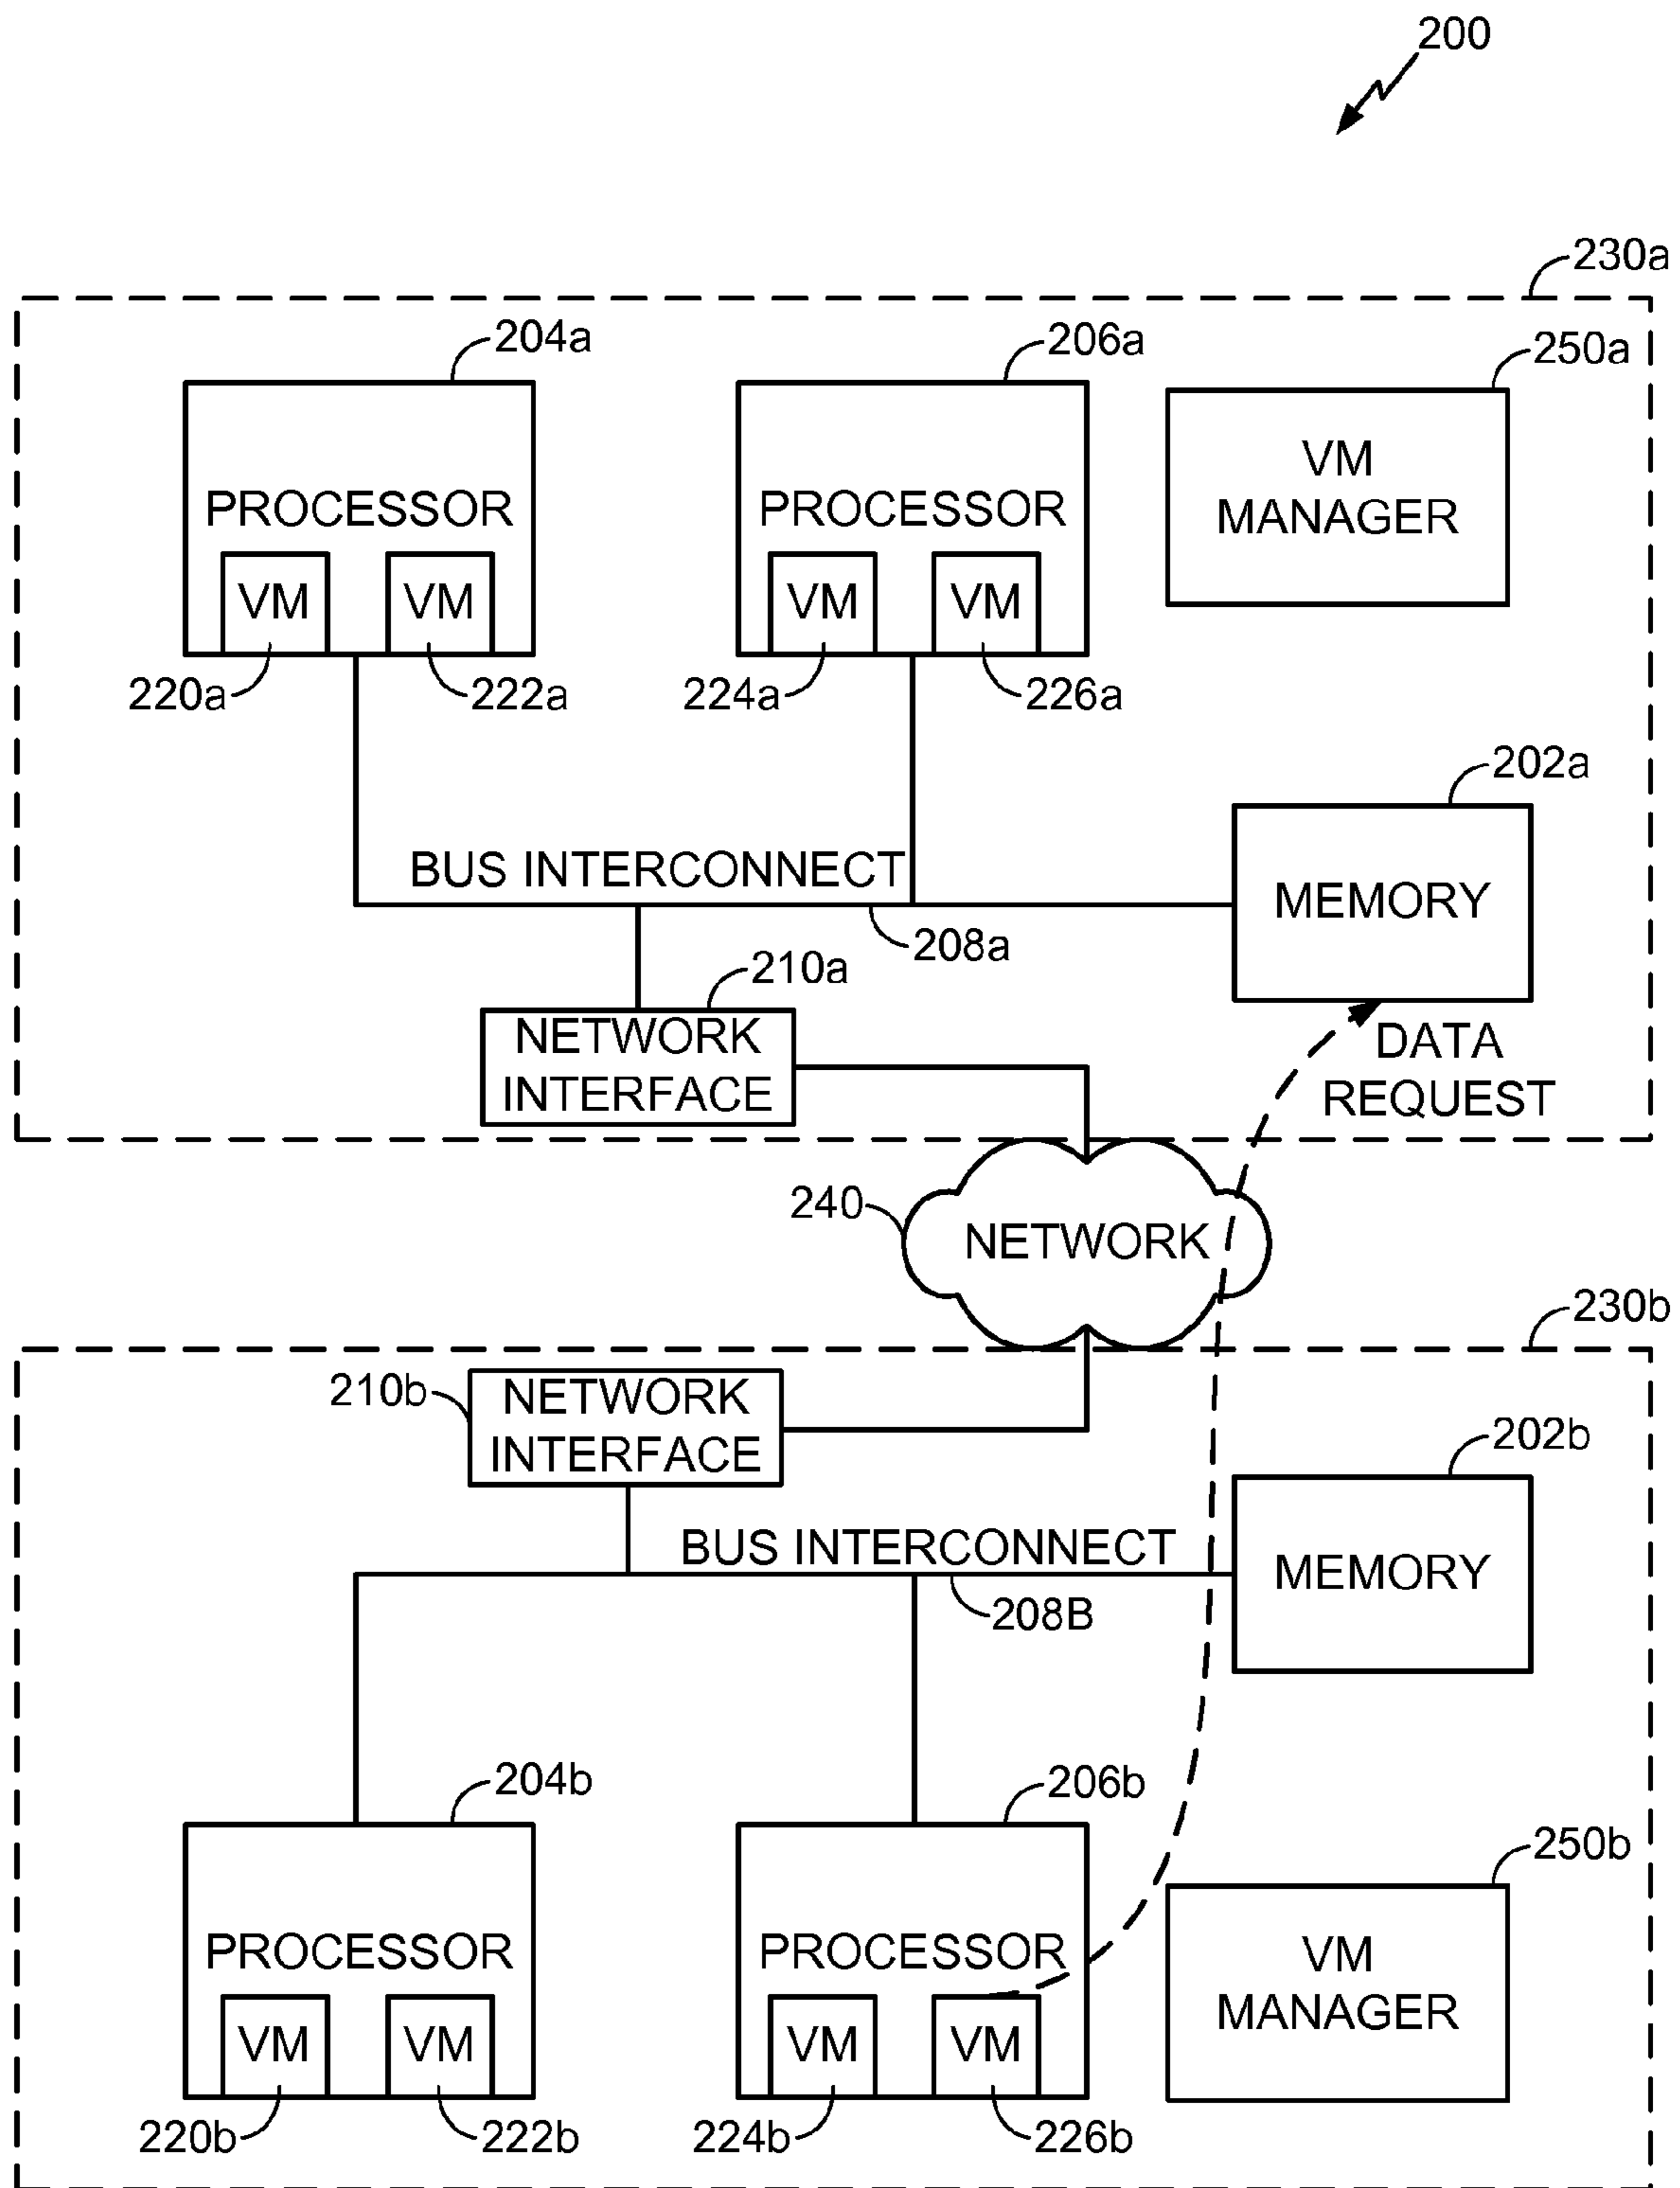 200
230a
204a
206a
250a
PROCESSOR
PROCESSOR
VM
MANAGER
VM
VM
VM
VM
220a
222a
224a
226a
202a
BUS INTERCONNECT
MEMORY
208a
210a
NETWORK
INTERFACE
DATA
REQUEST
240
NETWORK
230b
210b
NETWORK
INTERFACE
202b
BUS INTERCONNECT
MEMORY
208B
204b
206b
250b
PROCESSOR
PROCESSOR
VM
MANAGER
VM
VM
VM
VM
220b
222b
224b
226b